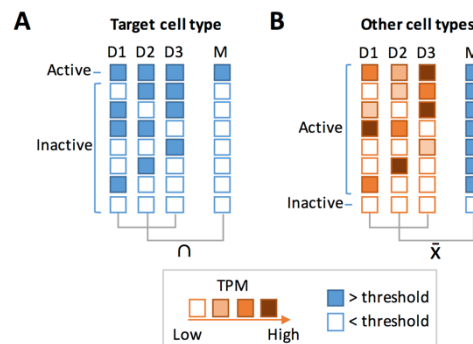 A
Target cell type
D1 D2 D3 M
Active
Inactive
∩
B
Other cell types
D1 D2 D3 M
Active
Inactive
x̄
TPM
Low High
> threshold
< threshold